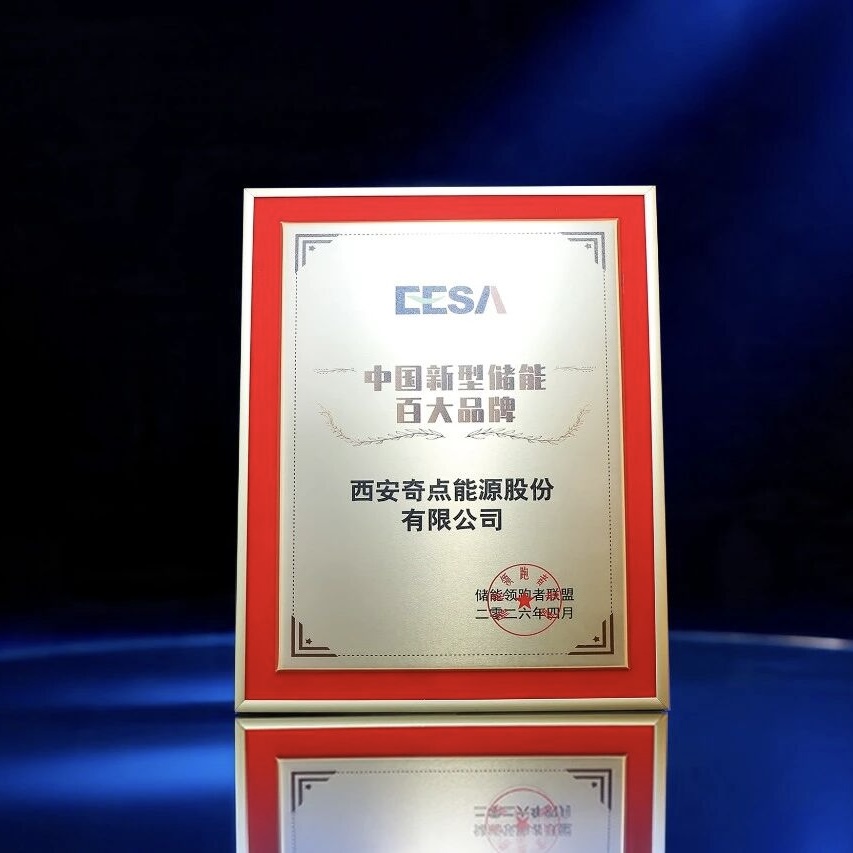 EESA
中国新型储能
百大品牌
西安奇点能源股份
有限公司
储能领跑者联盟
二零二六年四月